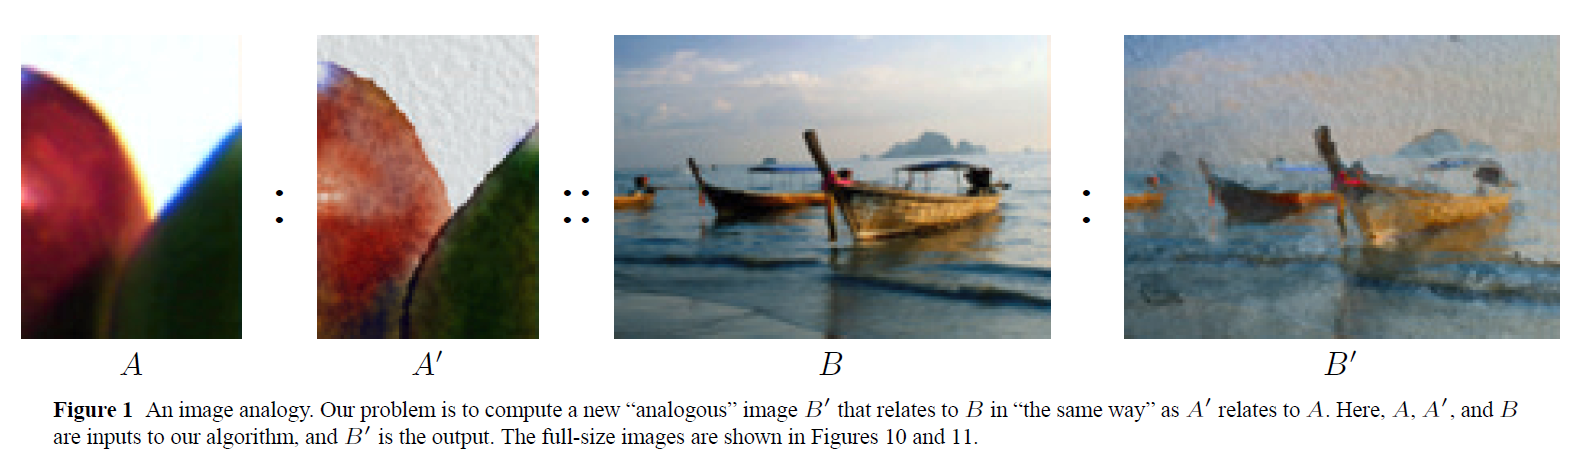 : :: :
A A′ B B′
Figure 1 An image analogy. Our problem is to compute a new “analogous” image B′ that relates to B in “the same way” as A′ relates to A. Here, A, A′, and B
are inputs to our algorithm, and B′ is the output. The full-size images are shown in Figures 10 and 11.